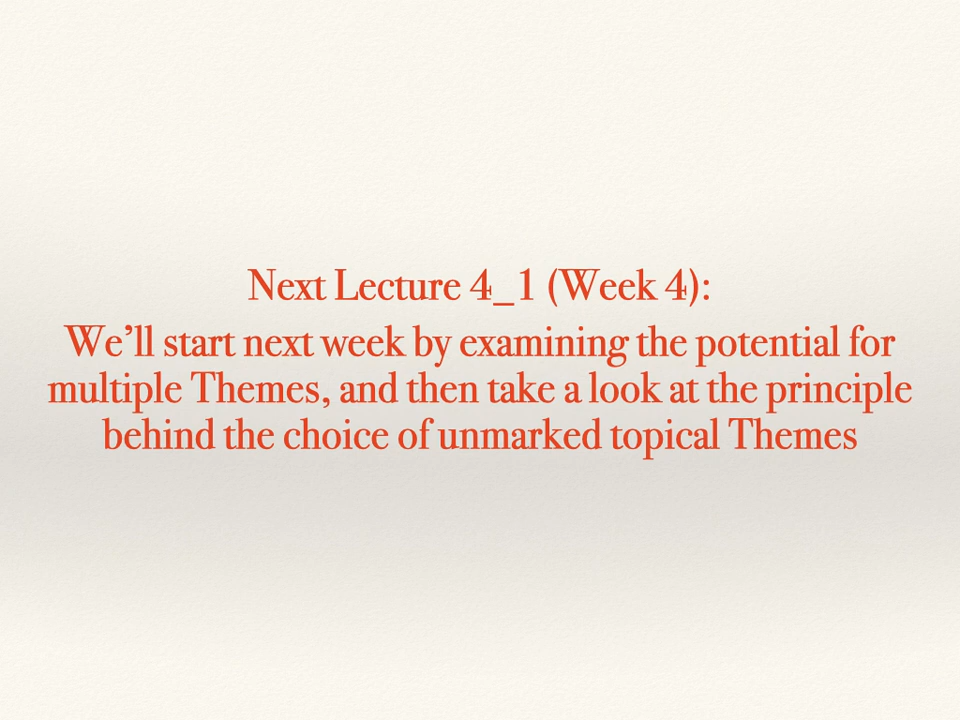 Next Lecture 4_1 (Week 4):
We’ll start next week by examining the potential for
multiple Themes, and then take a look at the principle
behind the choice of unmarked topical Themes